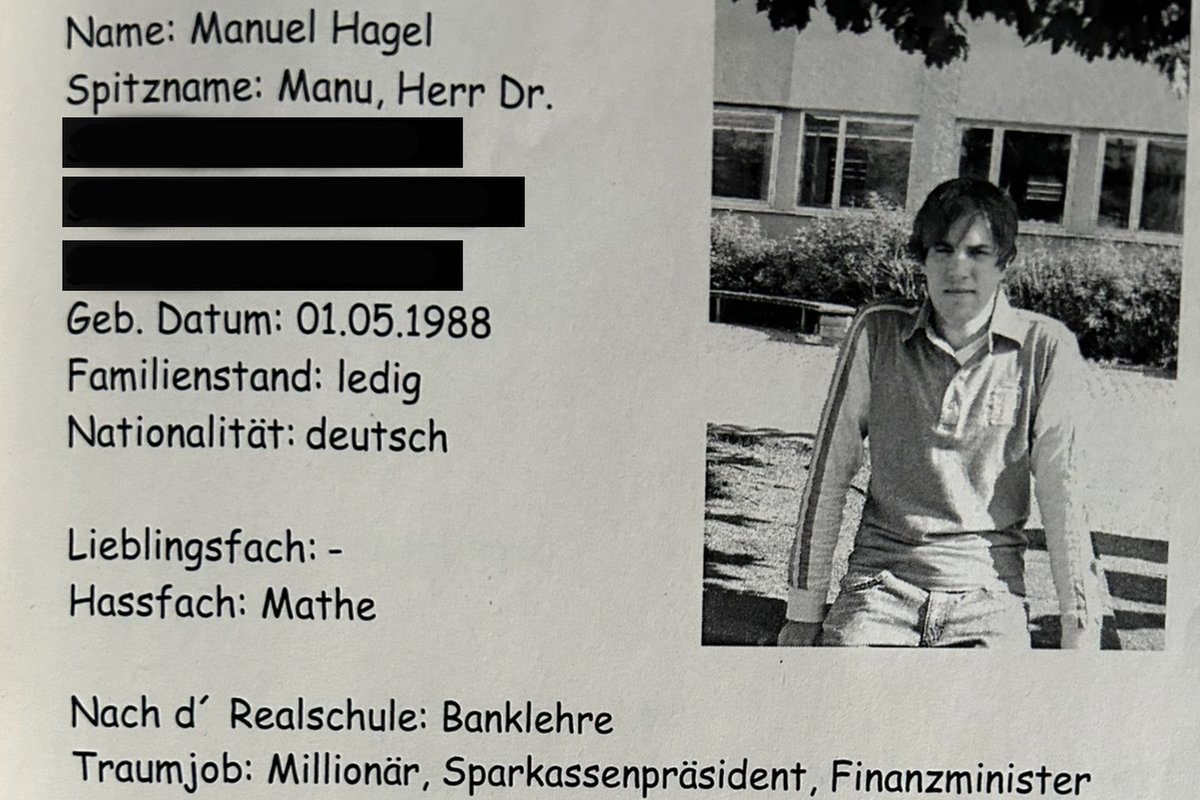 Name: Manuel Hagel
Spitzname: Manu, Herr Dr.
Geb. Datum: 01.05.1988
Familienstand: ledig
Nationalität: deutsch
Lieblingsfach: -
Hassfach: Mathe
Nach d´ Realschule: Banklehre
Traumjob: Millionär, Sparkassenpräsident, Finanzminister